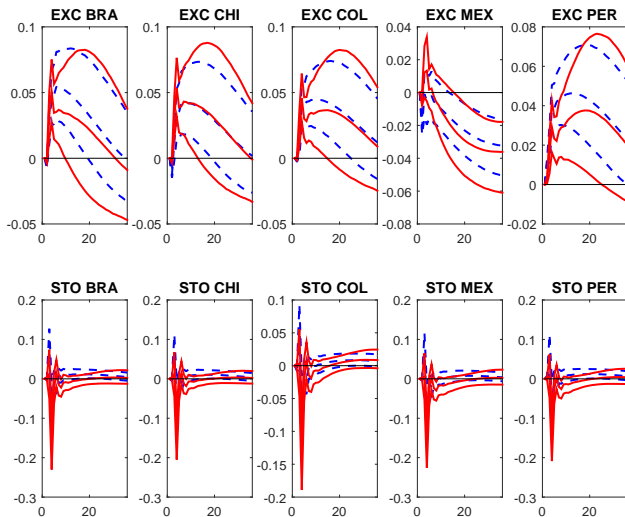 EXC BRA EXC CHI EXC COL EXC MEX EXC PER
0.1 0.1 0.1 0.04 0.08
0.05 0.05 0.05 0.02 0.06
0 0 0 0 0.04
-0.02 0.02
-0.04 0
-0.06
-0.05 -0.05 -0.05 -0.08 -0.02
0 20 0 20 0 20 0 20 0 20
STO BRA STO CHI STO COL STO MEX STO PER
0.2 0.2 0.1 0.2 0.2
0.1 0.1 0.05 0.1 0.1
0 0 0 0 0
-0.05
-0.1 -0.1 -0.1 -0.1 -0.1
-0.2 -0.2 -0.15 -0.2 -0.2
-0.3 -0.3 -0.2 -0.3 -0.3
0 20 0 20 0 20 0 20 0 20